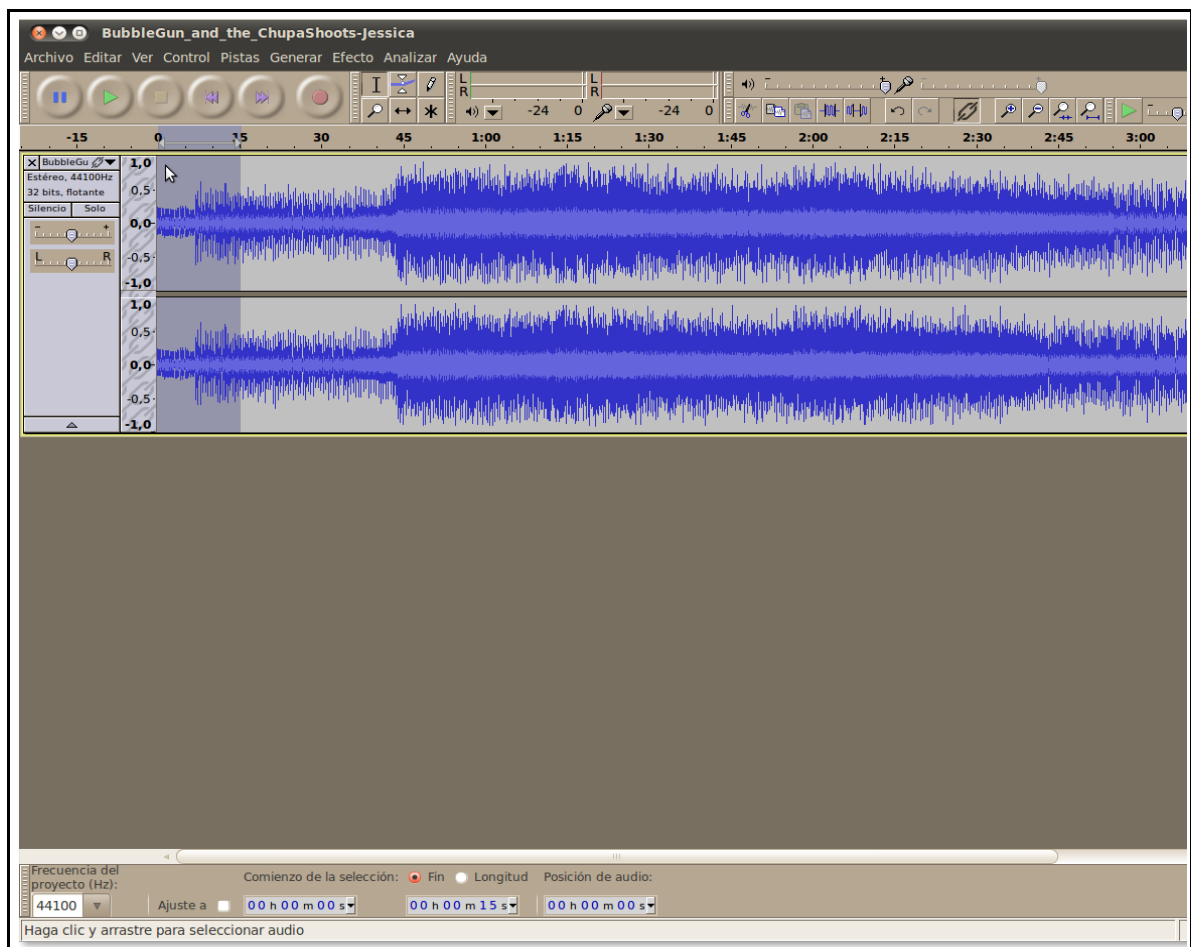 BubbleGun_and_the_ChupaShoots-Jessica
Archivo Editar Ver Control Pistas Generar Efecto Analizar Ayuda
L
R
-24 0
L
R
-24 0
-15 0 15 30 45 1:00 1:15 1:30 1:45 2:00 2:15 2:30 2:45 3:00
X BubbleGu
Estéreo, 44100Hz
32 bits, flotante
Silencio Solo
- +
L R
1,0
0,5
0,0
-0,5
-1,0
1,0
0,5
0,0
-0,5
-1,0
Frecuencia del
proyecto (Hz):
Comienzo de la selección: Fin Longitud Posición de audio:
44100 Ajuste a 00 h 00 m 00 s 00 h 00 m 15 s 00 h 00 m 00 s
Haga clic y arrastre para seleccionar audio